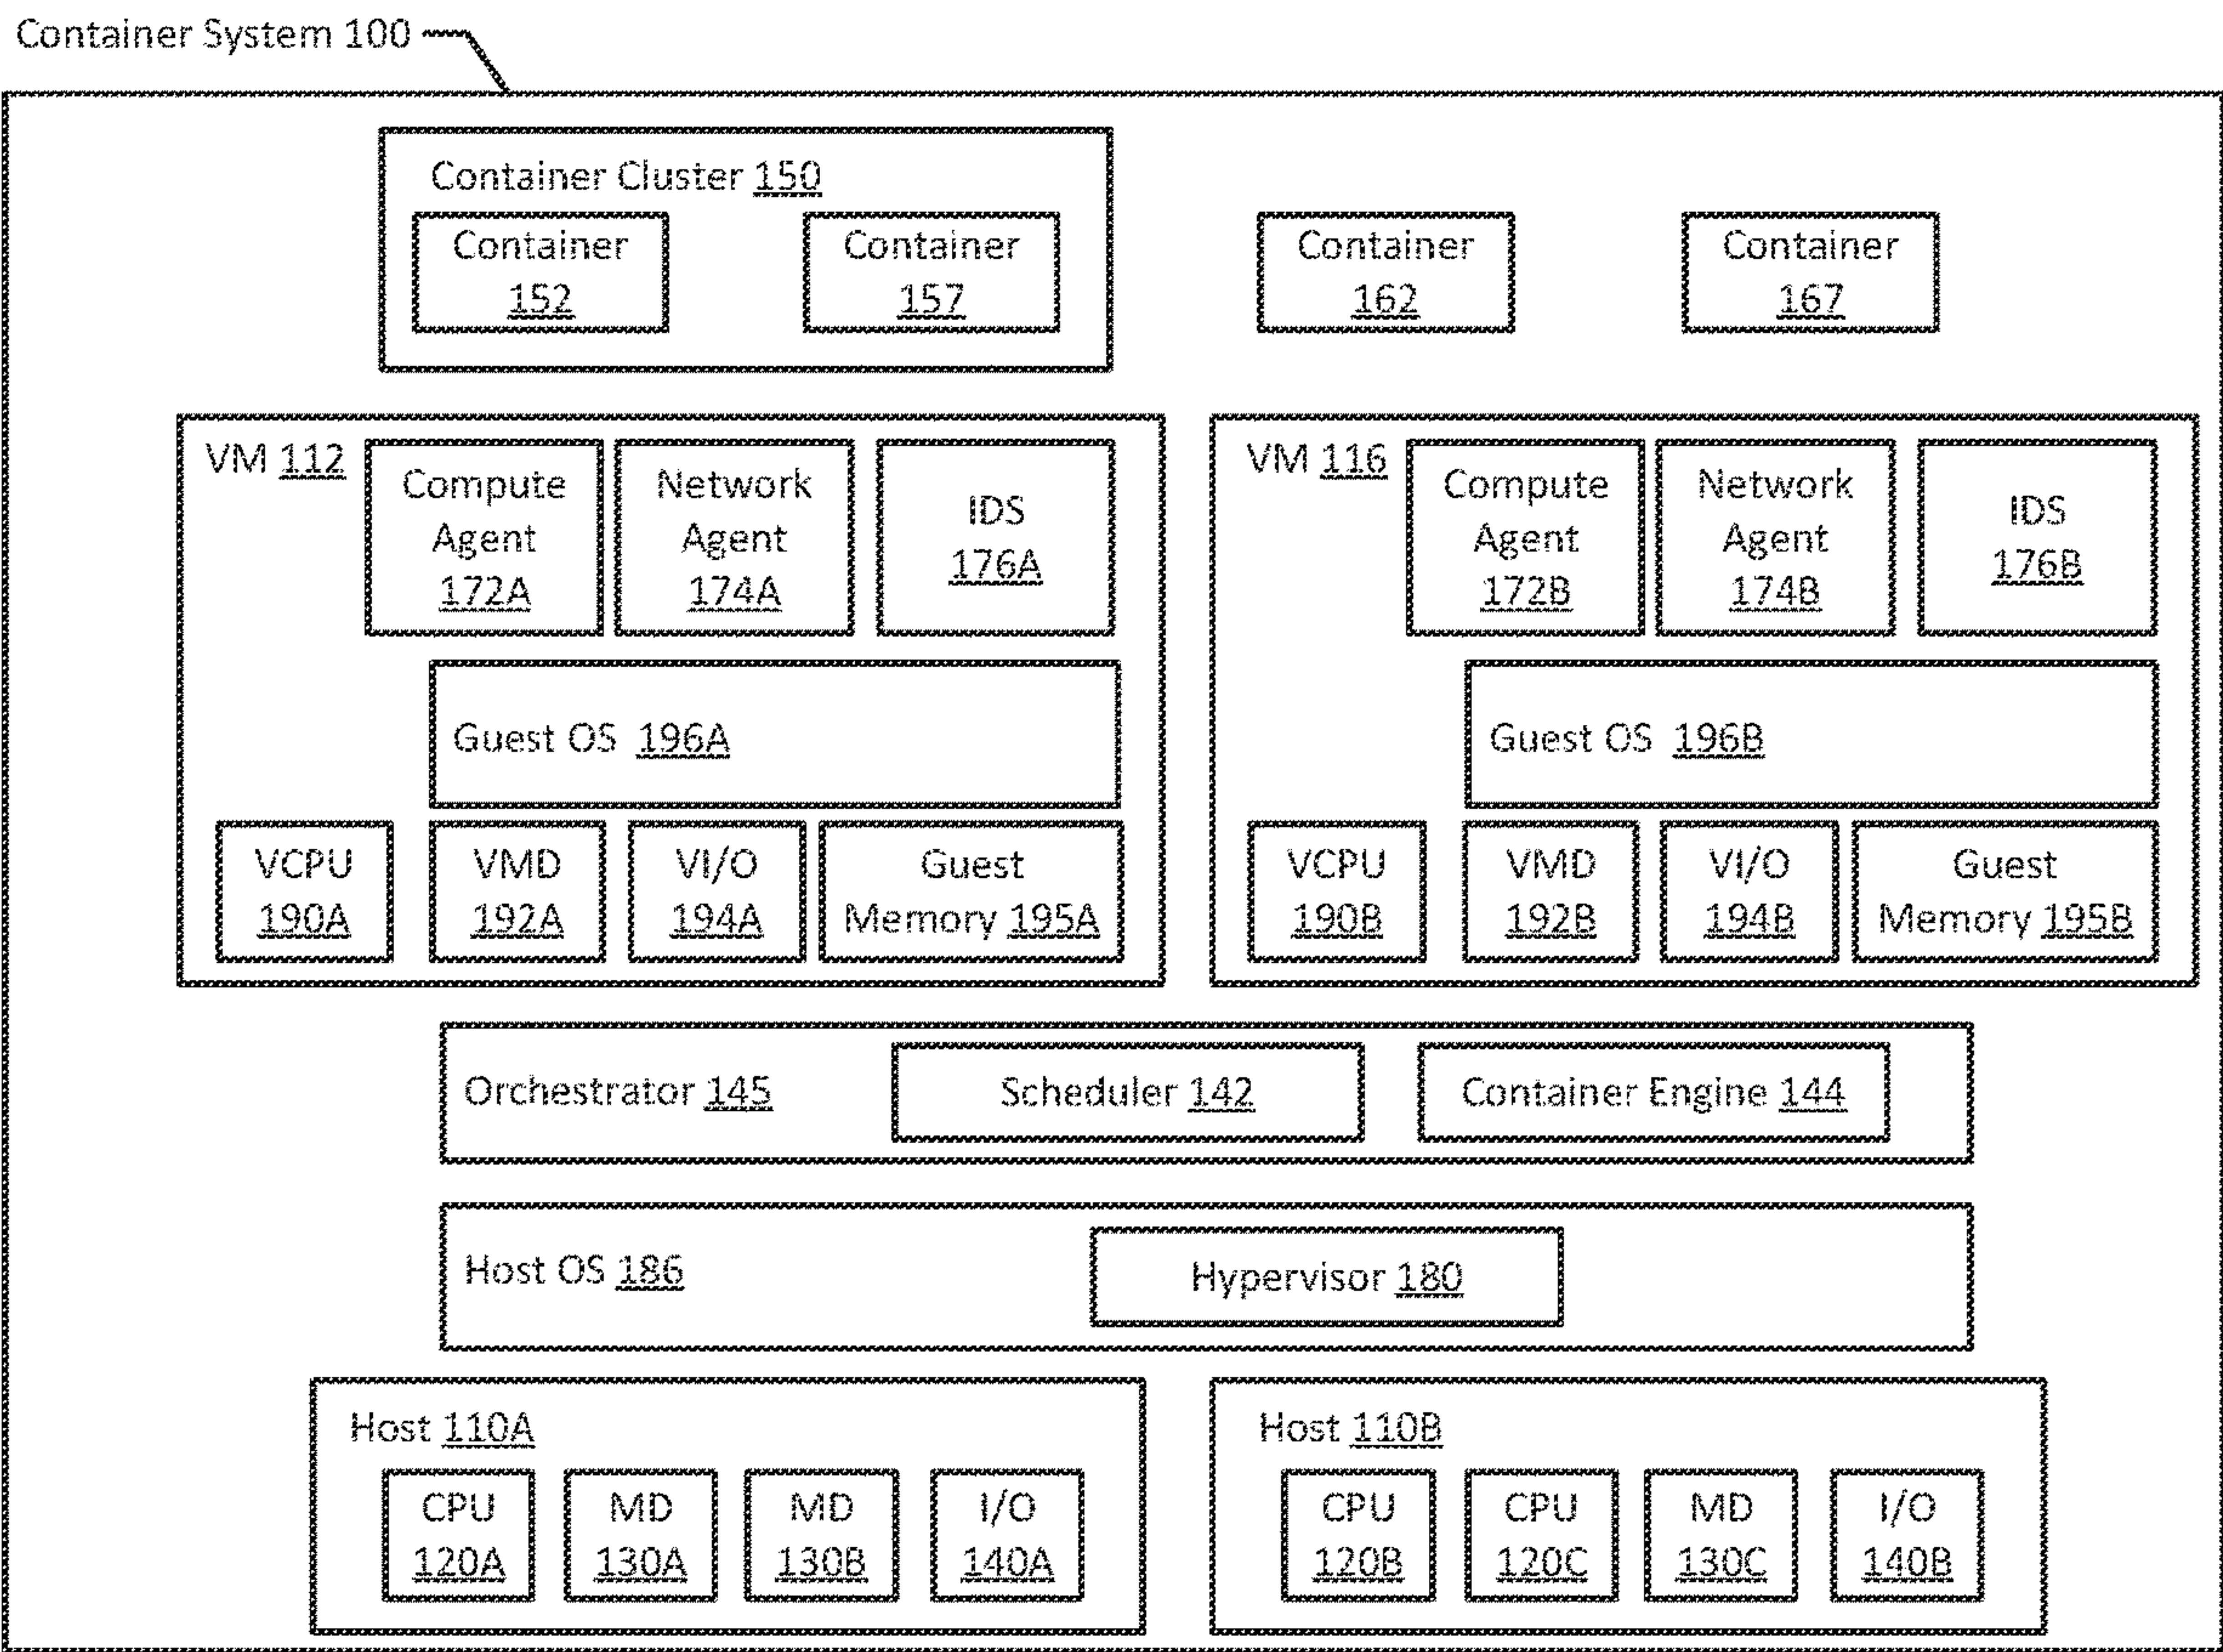 Container System 100
Container Cluster 150
Container
152
Container
157
Container
162
Container
167
VM 112
Compute
Agent
172A
Network
Agent
174A
IDS
176A
Guest OS 196A
VCPU
190A
VMD
192A
VI/O
194A
Guest
Memory 195A
VM 116
Compute
Agent
172B
Network
Agent
174B
IDS
176B
Guest OS 196B
VCPU
190B
VMD
192B
VI/O
194B
Guest
Memory 195B
Orchestrator 145
Scheduler 142
Container Engine 144
Host OS 186
Hypervisor 180
Host 110A
CPU
120A
MD
130A
MD
130B
I/O
140A
Host 110B
CPU
120B
CPU
120C
MD
130C
I/O
140B